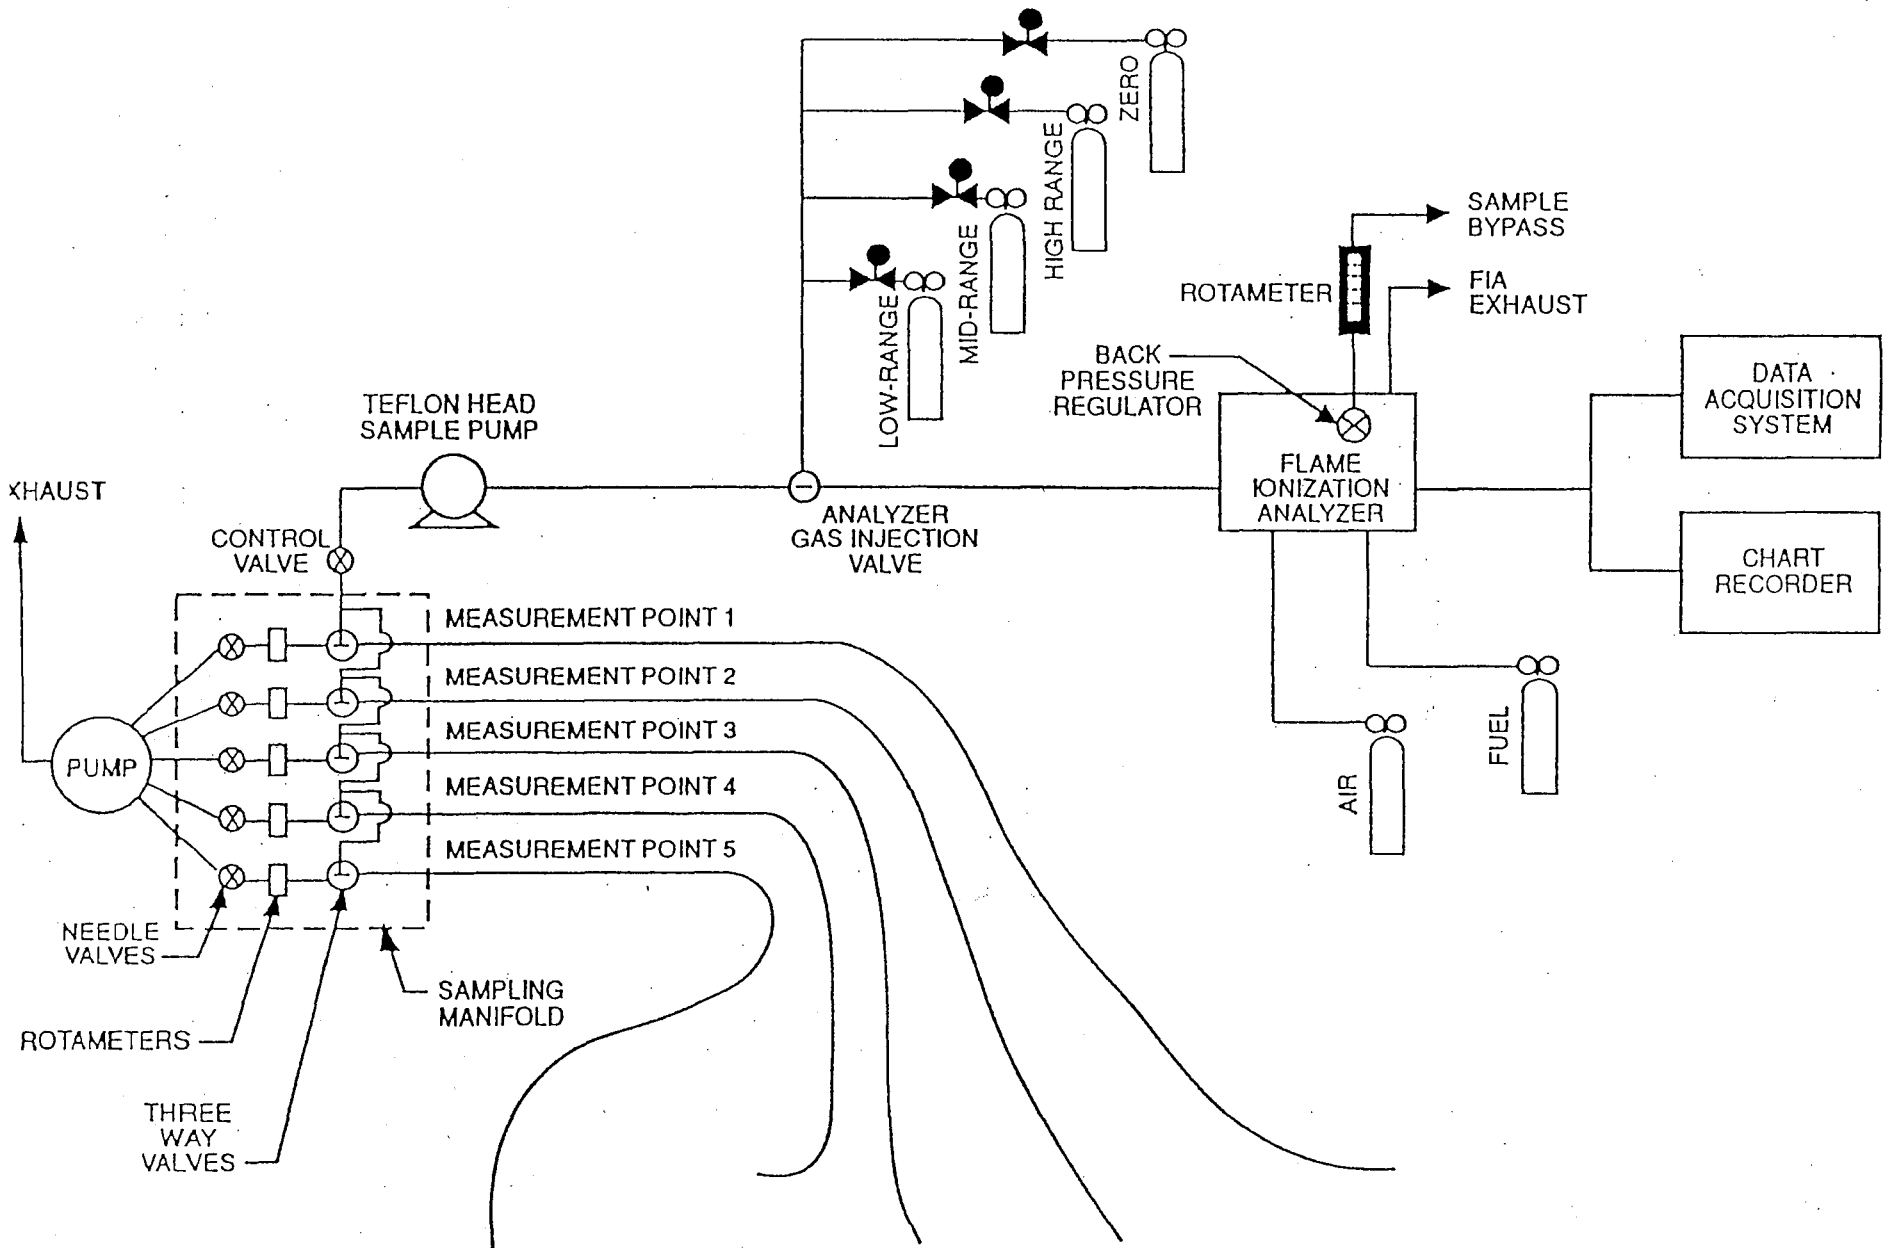 ZERO
HIGH RANGE
MID-RANGE
LOW-RANGE
SAMPLE
BYPASS
ROTAMETER
FIA
EXHAUST
BACK
PRESSURE
REGULATOR
DATA
ACQUISITION
SYSTEM
TEFLON HEAD
SAMPLE PUMP
FLAME
IONIZATION
ANALYZER
XHAUST
ANALYZER
GAS INJECTION
VALVE
CONTROL
VALVE
CHART
RECORDER
MEASUREMENT POINT 1
MEASUREMENT POINT 2
MEASUREMENT POINT 3
MEASUREMENT POINT 4
MEASUREMENT POINT 5
PUMP
FUEL
AIR
NEEDLE
VALVES
SAMPLING
MANIFOLD
ROTAMETERS
THREE
WAY
VALVES